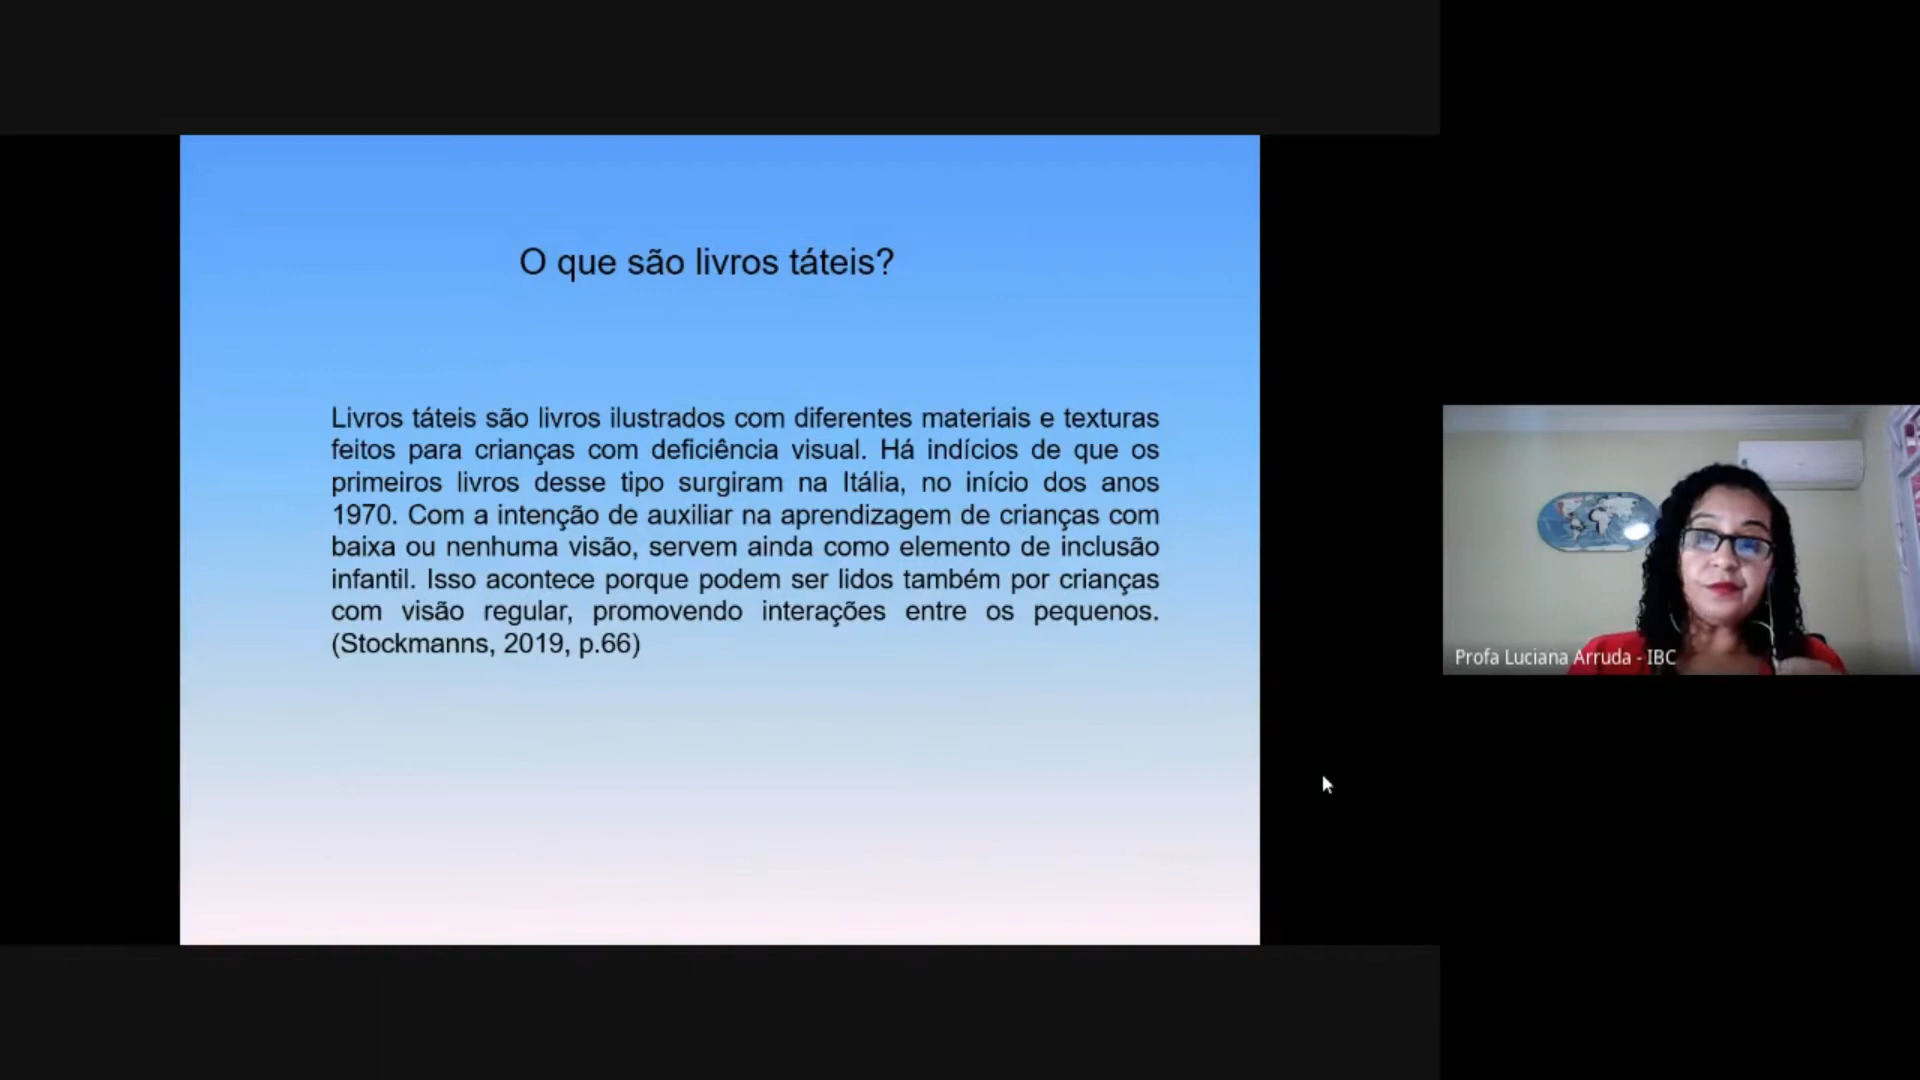 O que são livros táteis?
Livros táteis são livros ilustrados com diferentes materiais e texturas
feitos para crianças com deficiência visual. Há indícios de que os
primeiros livros desse tipo surgiram na Itália, no início dos anos
1970. Com a intenção de auxiliar na aprendizagem de crianças com
baixa ou nenhuma visão, servem ainda como elemento de inclusão
infantil. Isso acontece porque podem ser lidos também por crianças
com visão regular, promovendo interações entre os pequenos.
(Stockmanns, 2019, p.66)
Profa Luciana Arruda - IBC